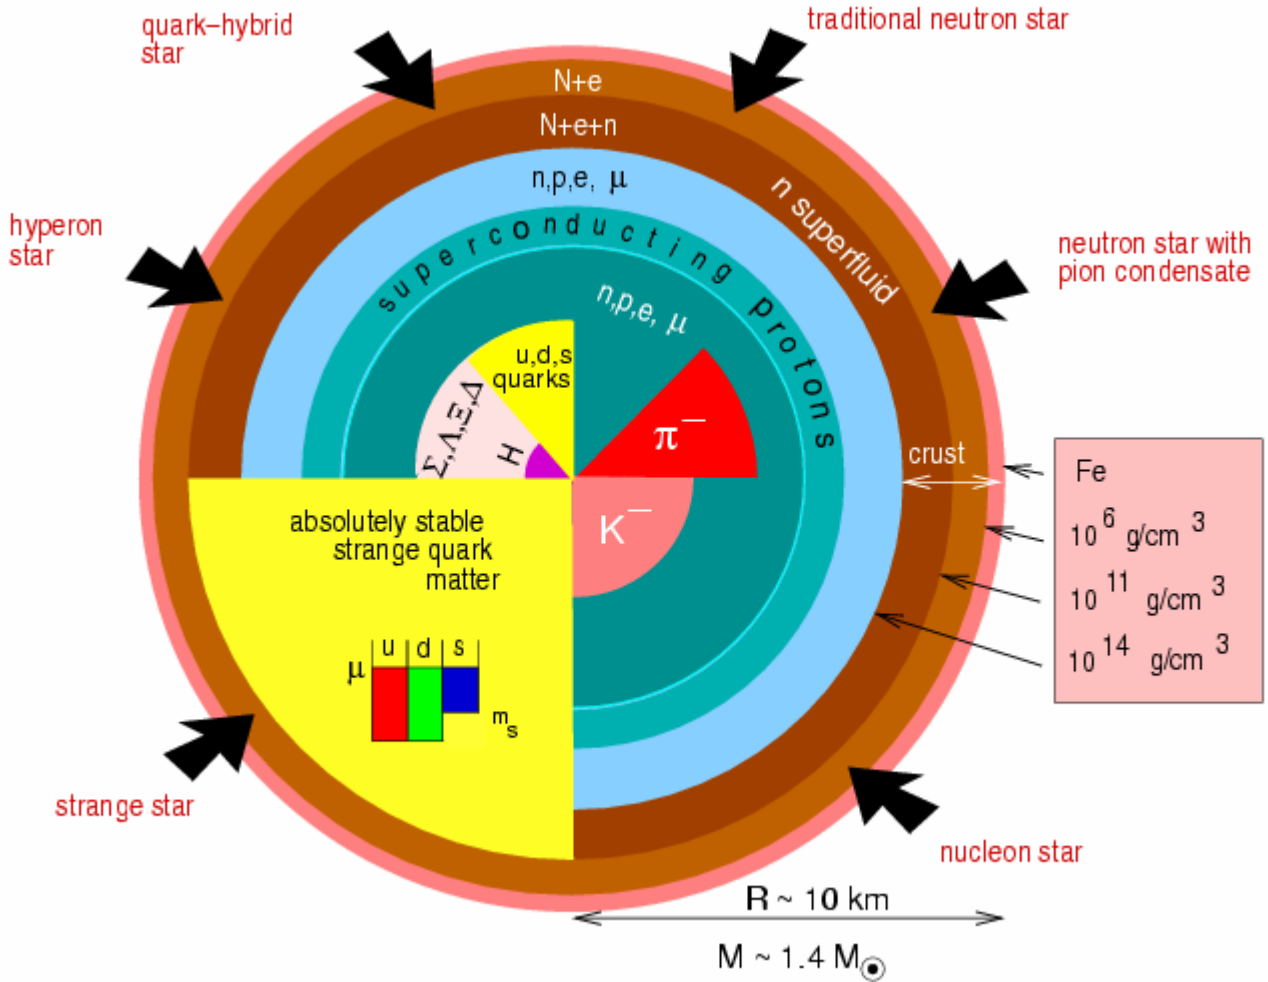 quark–hybrid
star
traditional neutron star
N+e
N+e+n
n,p,e, μ
n superfluid
hyperon
star
neutron star with
pion condensate
superconducting protons
n,p,e, μ
u,d,s
quarks
Σ,Λ,Ξ,Δ
H
π⁻
K⁻
crust
Fe
10⁶ g/cm³
10¹¹ g/cm³
10¹⁴ g/cm³
absolutely stable
strange quark
matter
u d s
μ
mₛ
strange star
nucleon star
R ~ 10 km
M ~ 1.4 M☉